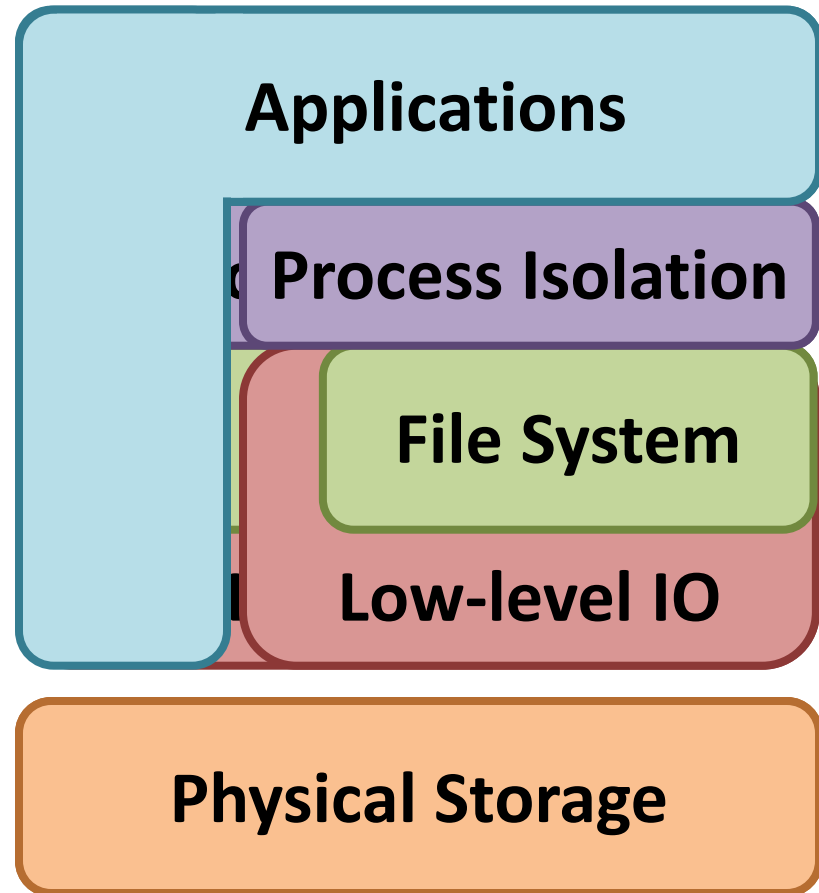 Applications
Process Isolation
File System
Low-level IO
Physical Storage